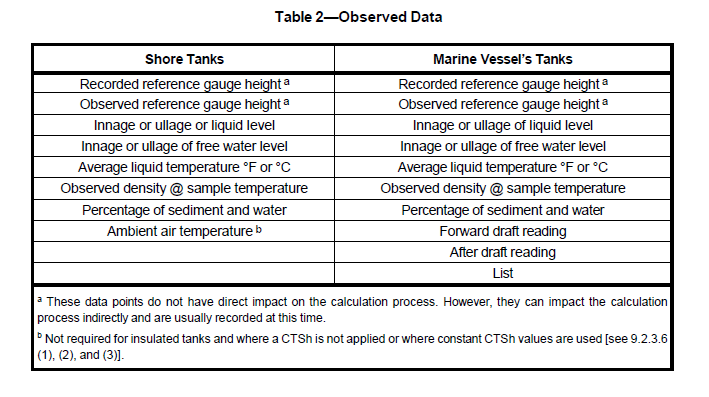 Table 2—Observed Data
Shore Tanks Marine Vessel's Tanks
Recorded reference gauge height a Recorded reference gauge height a
Observed reference gauge height a Observed reference gauge height a
Innage or ullage or liquid level Innage or ullage of liquid level
Innage or ullage of free water level Innage or ullage of free water level
Average liquid temperature °F or °C Average liquid temperature °F or °C
Observed density @ sample temperature Observed density @ sample temperature
Percentage of sediment and water Percentage of sediment and water
Ambient air temperature b Forward draft reading
After draft reading
List
a These data points do not have direct impact on the calculation process. However, they can impact the calculation
process indirectly and are usually recorded at this time.
b Not required for insulated tanks and where a CTSh is not applied or where constant CTSh values are used [see 9.2.3.6
(1), (2), and (3)].